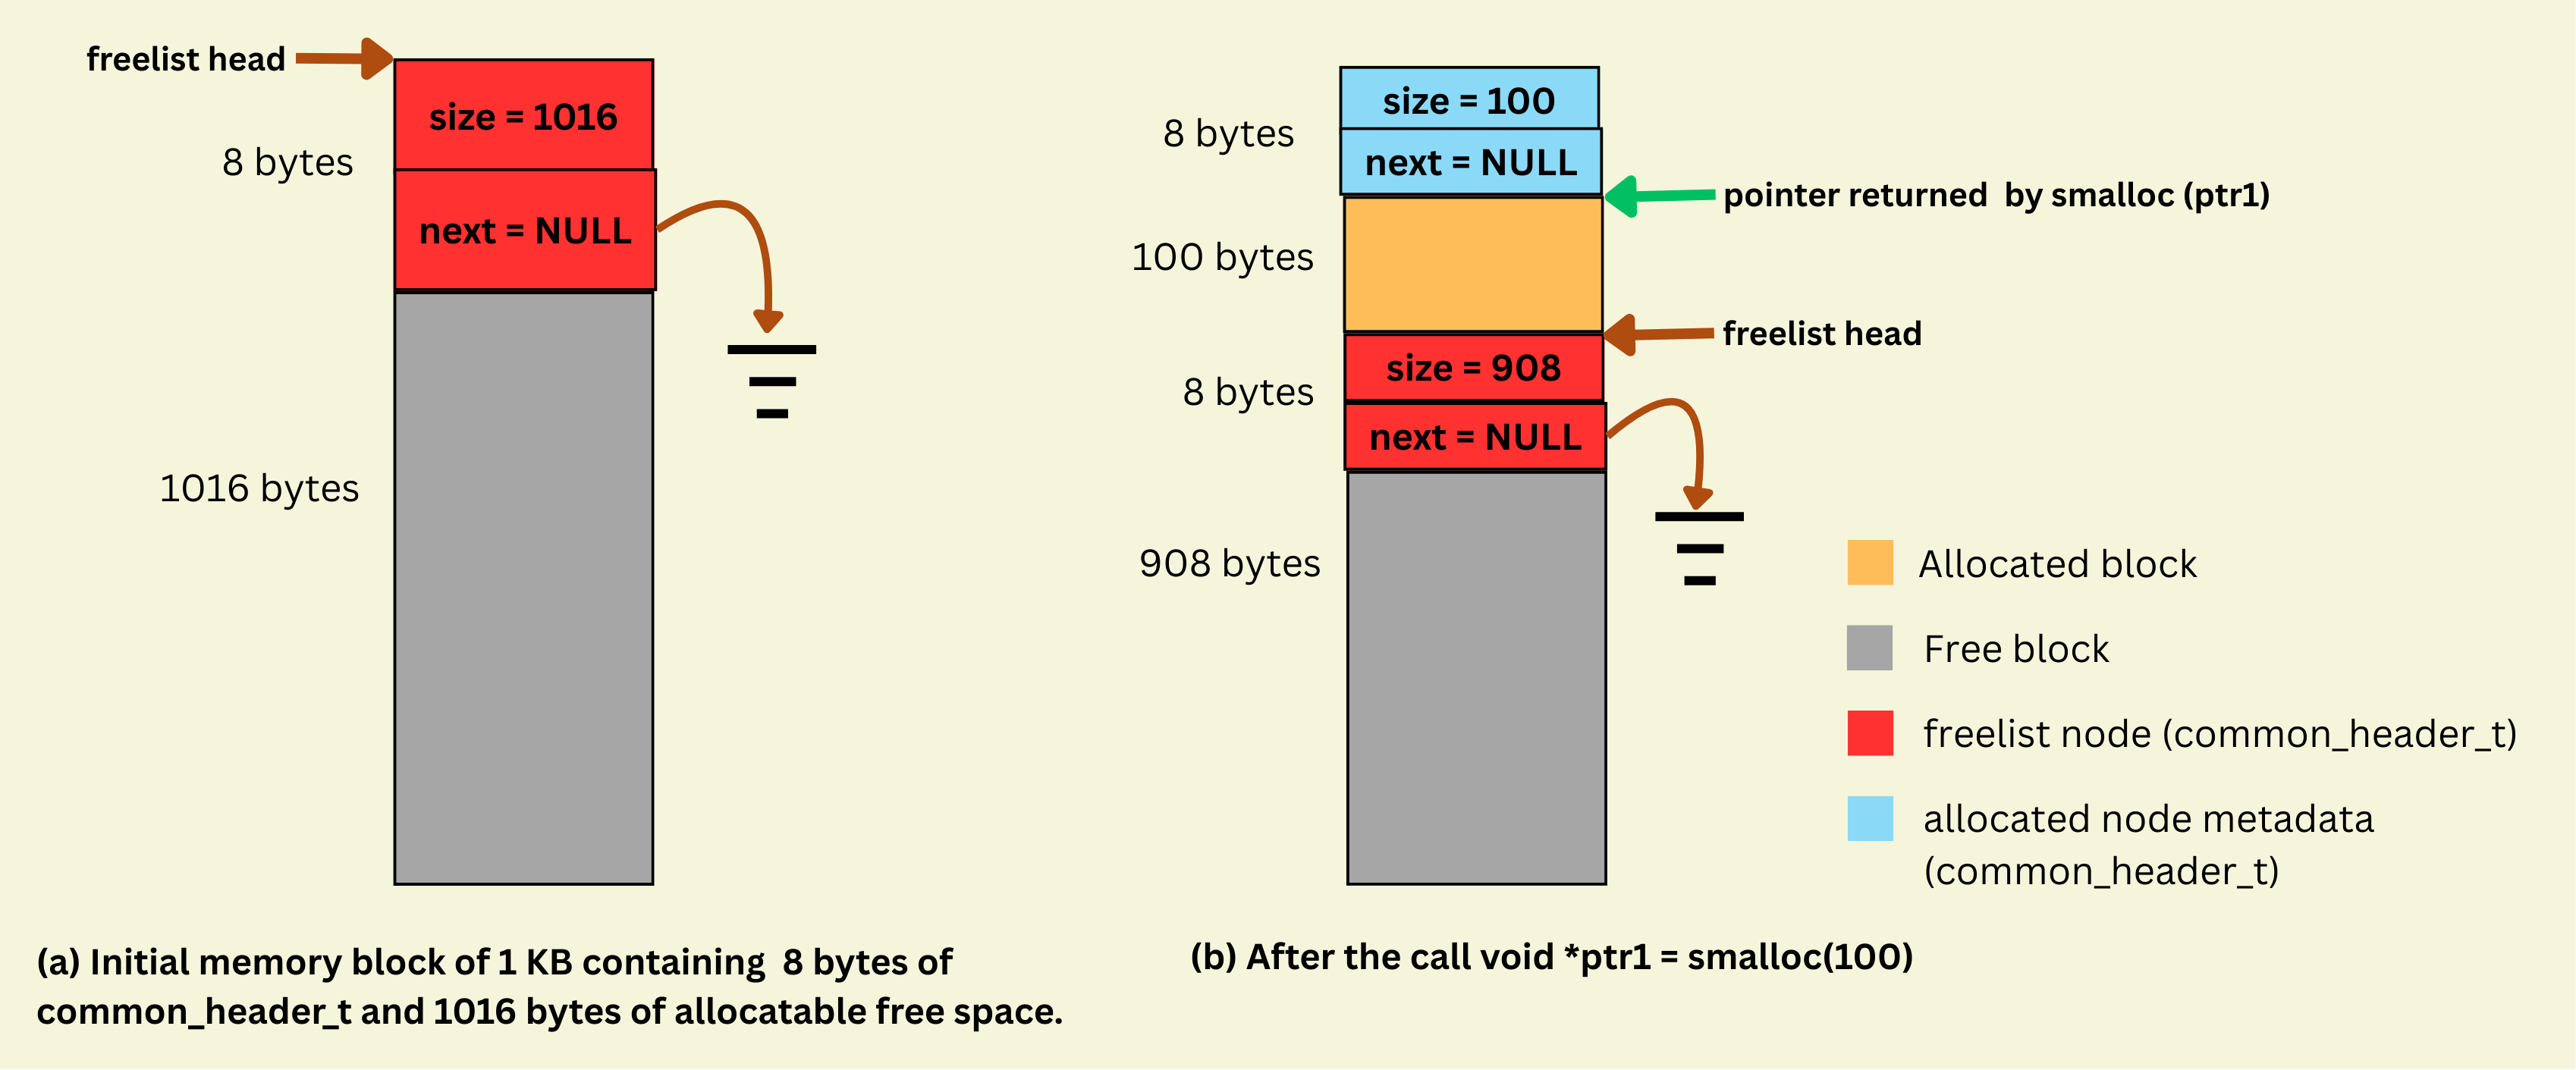 freelist head
size = 1016
8 bytes
next = NULL
1016 bytes
(a) Initial memory block of 1 KB containing  8 bytes of
common_header_t and 1016 bytes of allocatable free space.
size = 100
8 bytes
next = NULL
pointer returned  by smalloc (ptr1)
100 bytes
freelist head
size = 908
8 bytes
next = NULL
908 bytes
Allocated block
Free block
freelist node (common_header_t)
allocated node metadata
(common_header_t)
(b) After the call void *ptr1 = smalloc(100)